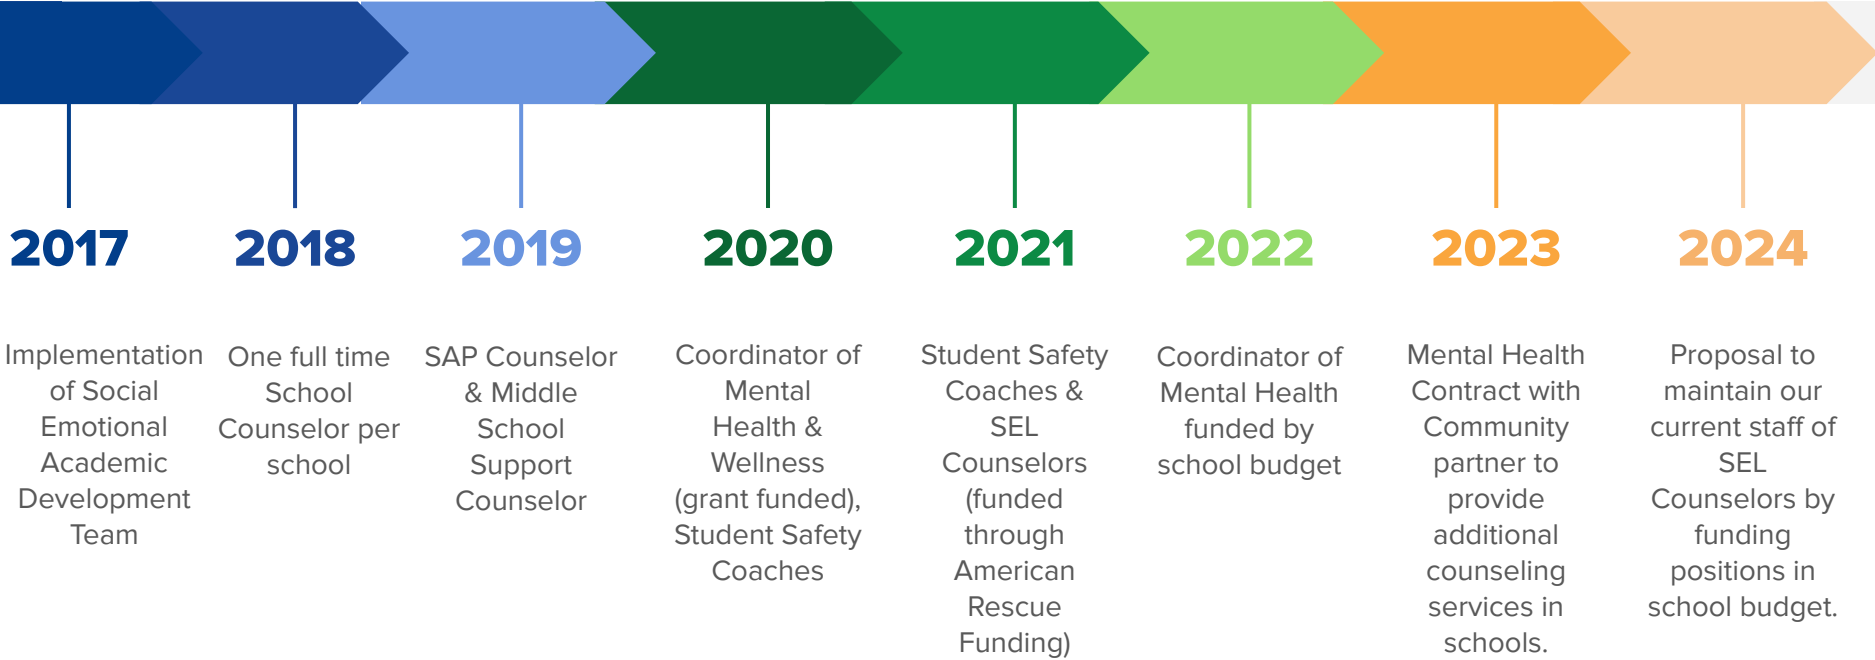 2017
Implementation
of Social
Emotional
Academic
Development
Team
2018
One full time
School
Counselor per
school
2019
SAP Counselor
& Middle
School
Support
Counselor
2020
Coordinator of
Mental
Health &
Wellness
(grant funded),
Student Safety
Coaches
2021
Student Safety
Coaches &
SEL
Counselors
(funded
through
American
Rescue
Funding)
2022
Coordinator of
Mental Health
funded by
school budget
2023
Mental Health
Contract with
Community
partner to
provide
additional
counseling
services in
schools.
2024
Proposal to
maintain our
current staff of
SEL
Counselors by
funding
positions in
school budget.